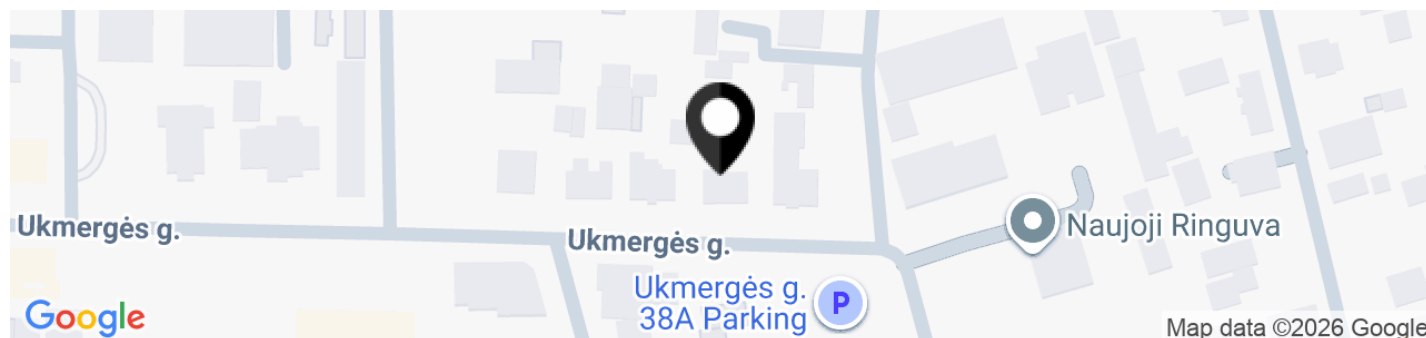 Ukmergės g.
Ukmergės g.
Naujoji Ringuva
Ukmergės g.
38A Parking
P
Google
Map data ©2026 Google